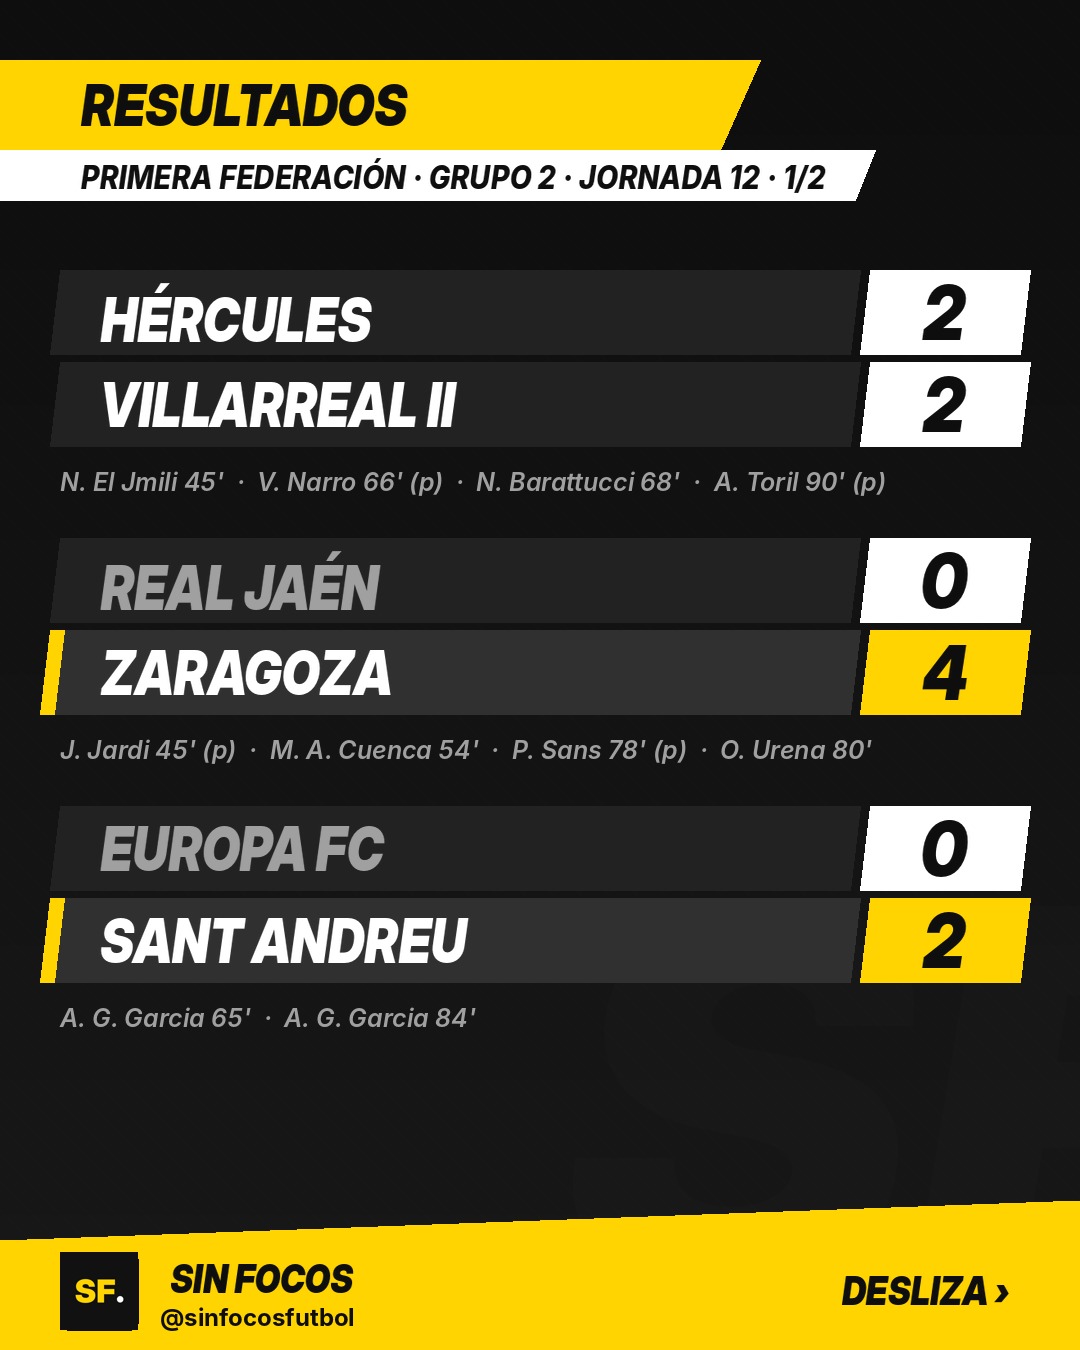 RESULTADOS
PRIMERA FEDERACIÓN · GRUPO 2 · JORNADA 12 · 1/2
HÉRCULES 2
VILLARREAL II 2
N. El Jmili 45' · V. Narro 66' (p) · N. Barattucci 68' · A. Toril 90' (p)
REAL JAÉN 0
ZARAGOZA 4
J. Jardi 45' (p) · M. A. Cuenca 54' · P. Sans 78' (p) · O. Urena 80'
EUROPA FC 0
SANT ANDREU 2
A. G. Garcia 65' · A. G. Garcia 84'
SF
SF.
SIN FOCOS
@sinfocosfutbol
DESLIZA ›